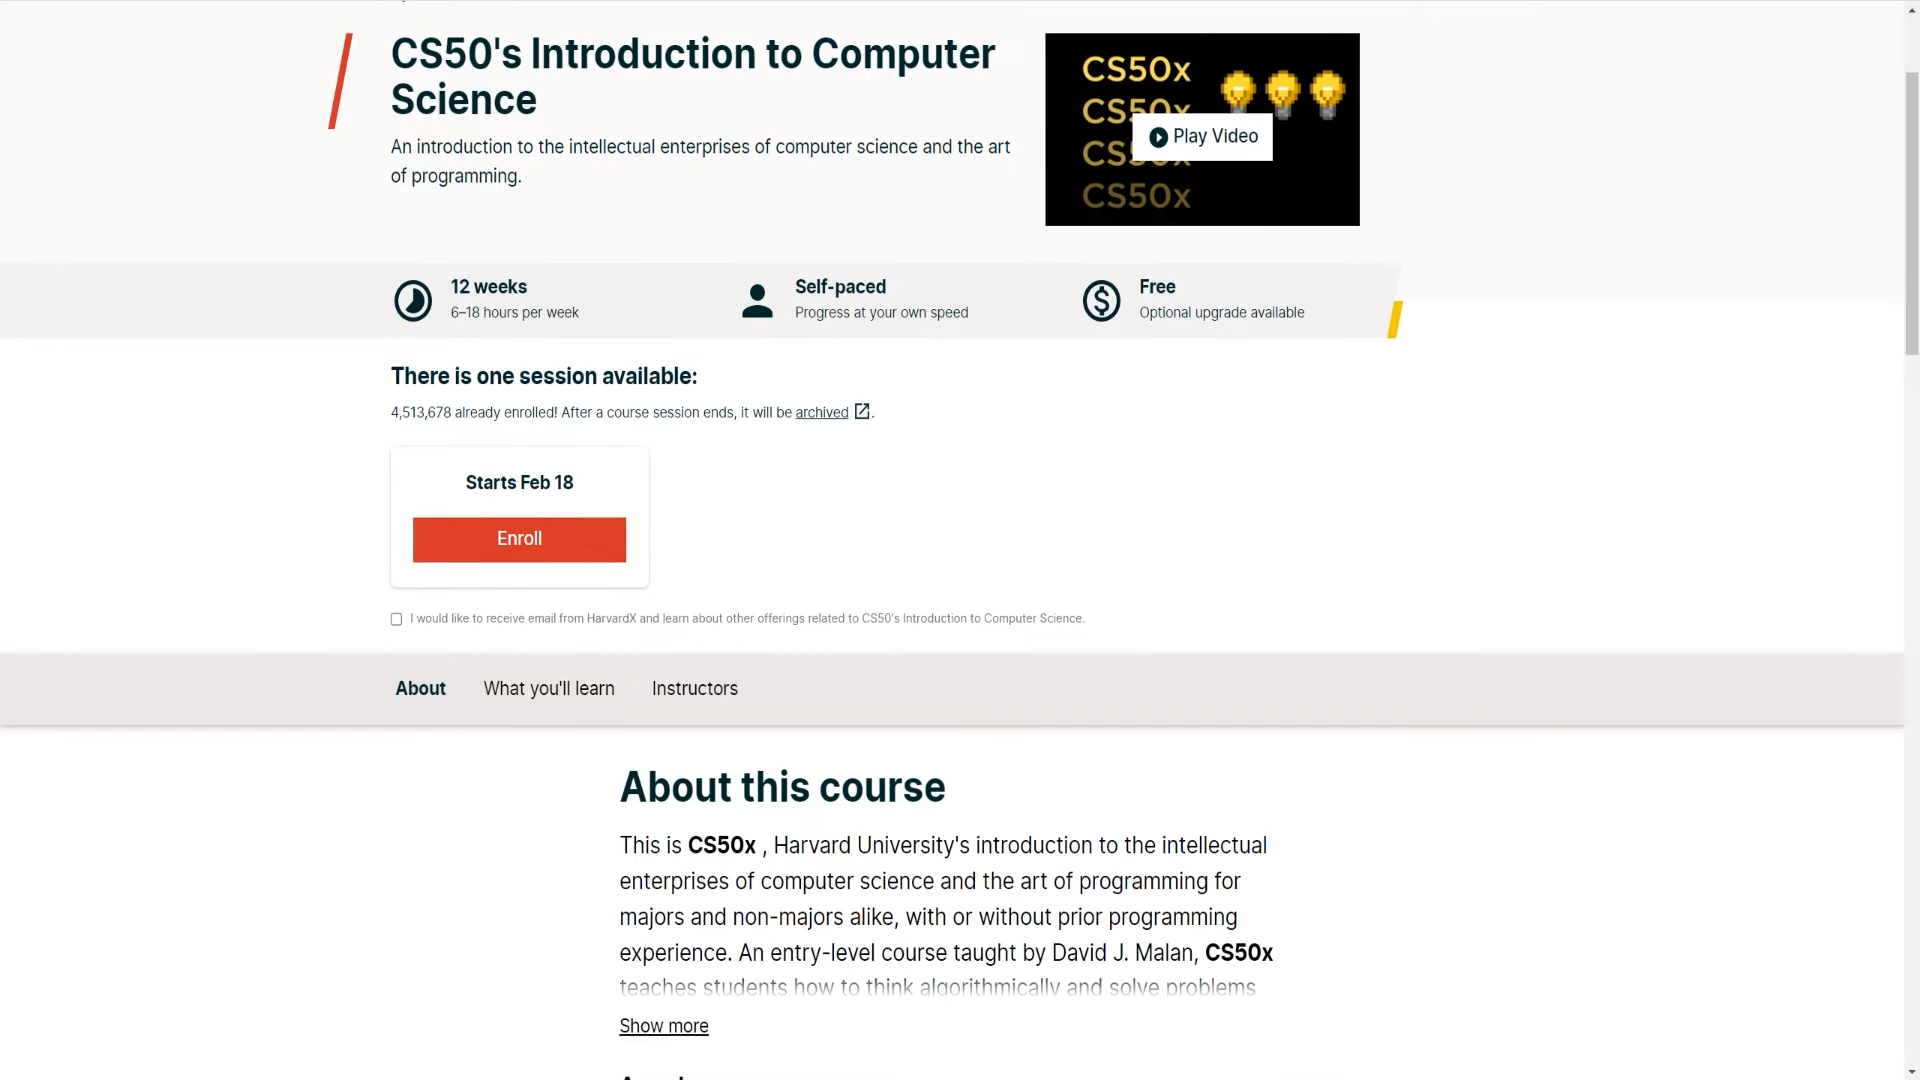 CS50's Introduction to Computer
Science
An introduction to the intellectual enterprises of computer science and the art
of programming.
CS50x
CS50x
CS50x
CS50x
Play Video
12 weeks
6–18 hours per week
Self-paced
Progress at your own speed
Free
Optional upgrade available
There is one session available:
4,513,678 already enrolled! After a course session ends, it will be archived .
Starts Feb 18
Enroll
I would like to receive email from HarvardX and learn about other offerings related to CS50's Introduction to Computer Science.
About What you'll learn Instructors
About this course
This is CS50x , Harvard University's introduction to the intellectual
enterprises of computer science and the art of programming for
majors and non-majors alike, with or without prior programming
experience. An entry-level course taught by David J. Malan, CS50x
teaches students how to think algorithmically and solve problems
Show more